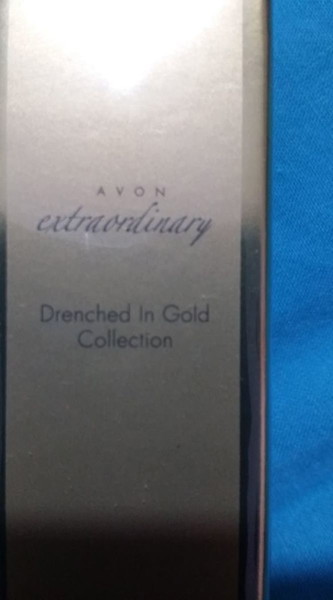 AVON
extraordinary
Drenched In Gold
Collection